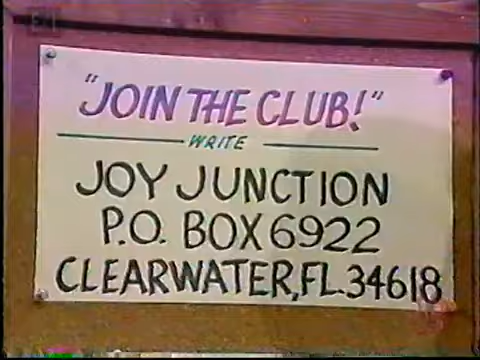 "JOIN THE CLUB!"
WRITE
JOY JUNCTION
P.O. BOX 6922
CLEARWATER, FL. 34618